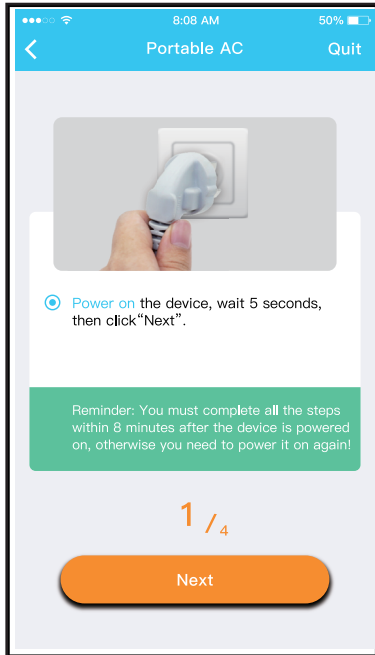 8:08 AM
50%
Portable AC
Quit
Power on the device, wait 5 seconds,
then click“Next”.
Reminder: You must complete all the steps
within 8 minutes after the device is powered
on, otherwise you need to power it on again!
1 / 4
Next